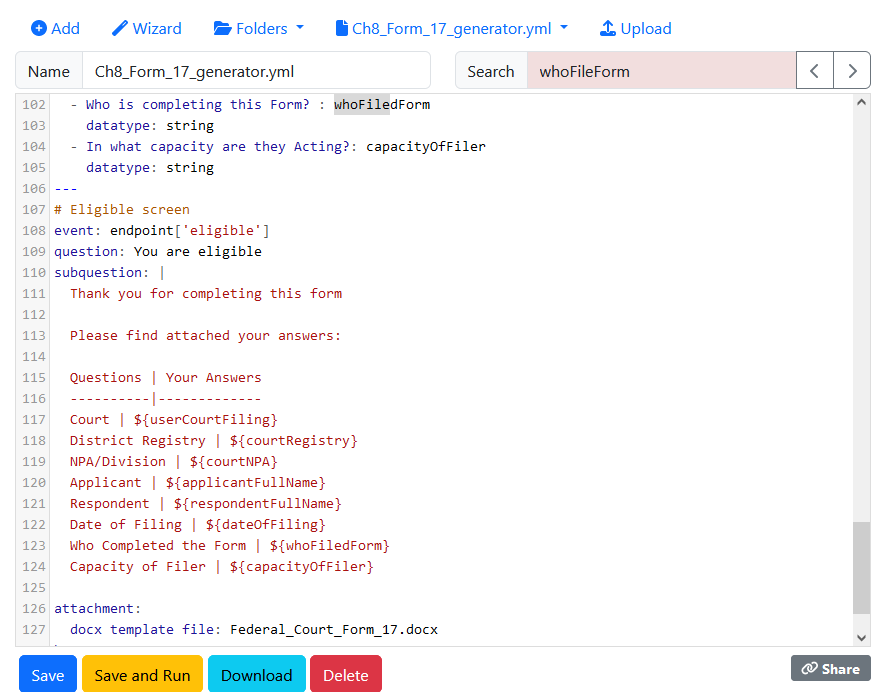 Add Wizard Folders Ch8_Form_17_generator.yml Upload
Name Ch8_Form_17_generator.yml Search whoFileForm
102   - Who is completing this Form? : whoFiledForm
103     datatype: string
104   - In what capacity are they Acting?: capacityOfFiler
105     datatype: string
106 ---
107 # Eligible screen
108 event: endpoint['eligible']
109 question: You are eligible
110 subquestion: |
111   Thank you for completing this form
112
113   Please find attached your answers:
114
115   Questions | Your Answers
116   ----------|-------------
117   Court | ${userCourtFiling}
118   District Registry | ${courtRegistry}
119   NPA/Division | ${courtNPA}
120   Applicant | ${applicantFullName}
121   Respondent | ${respondentFullName}
122   Date of Filing | ${dateOfFiling}
123   Who Completed the Form | ${whoFiledForm}
124   Capacity of Filer | ${capacityOfFiler}
125
126 attachment:
127   docx template file: Federal_Court_Form_17.docx
Save Save and Run Download Delete Share